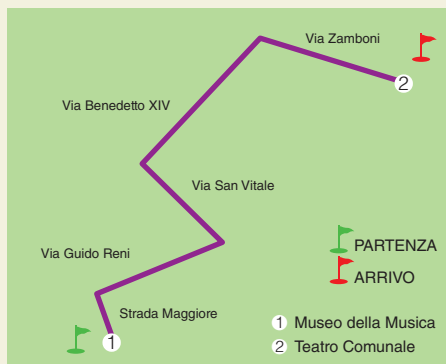 Via Zamboni
2
Via Benedetto XIV
Via San Vitale
Via Guido Reni
PARTENZA
ARRIVO
Strada Maggiore
1
1 Museo della Musica
2 Teatro Comunale